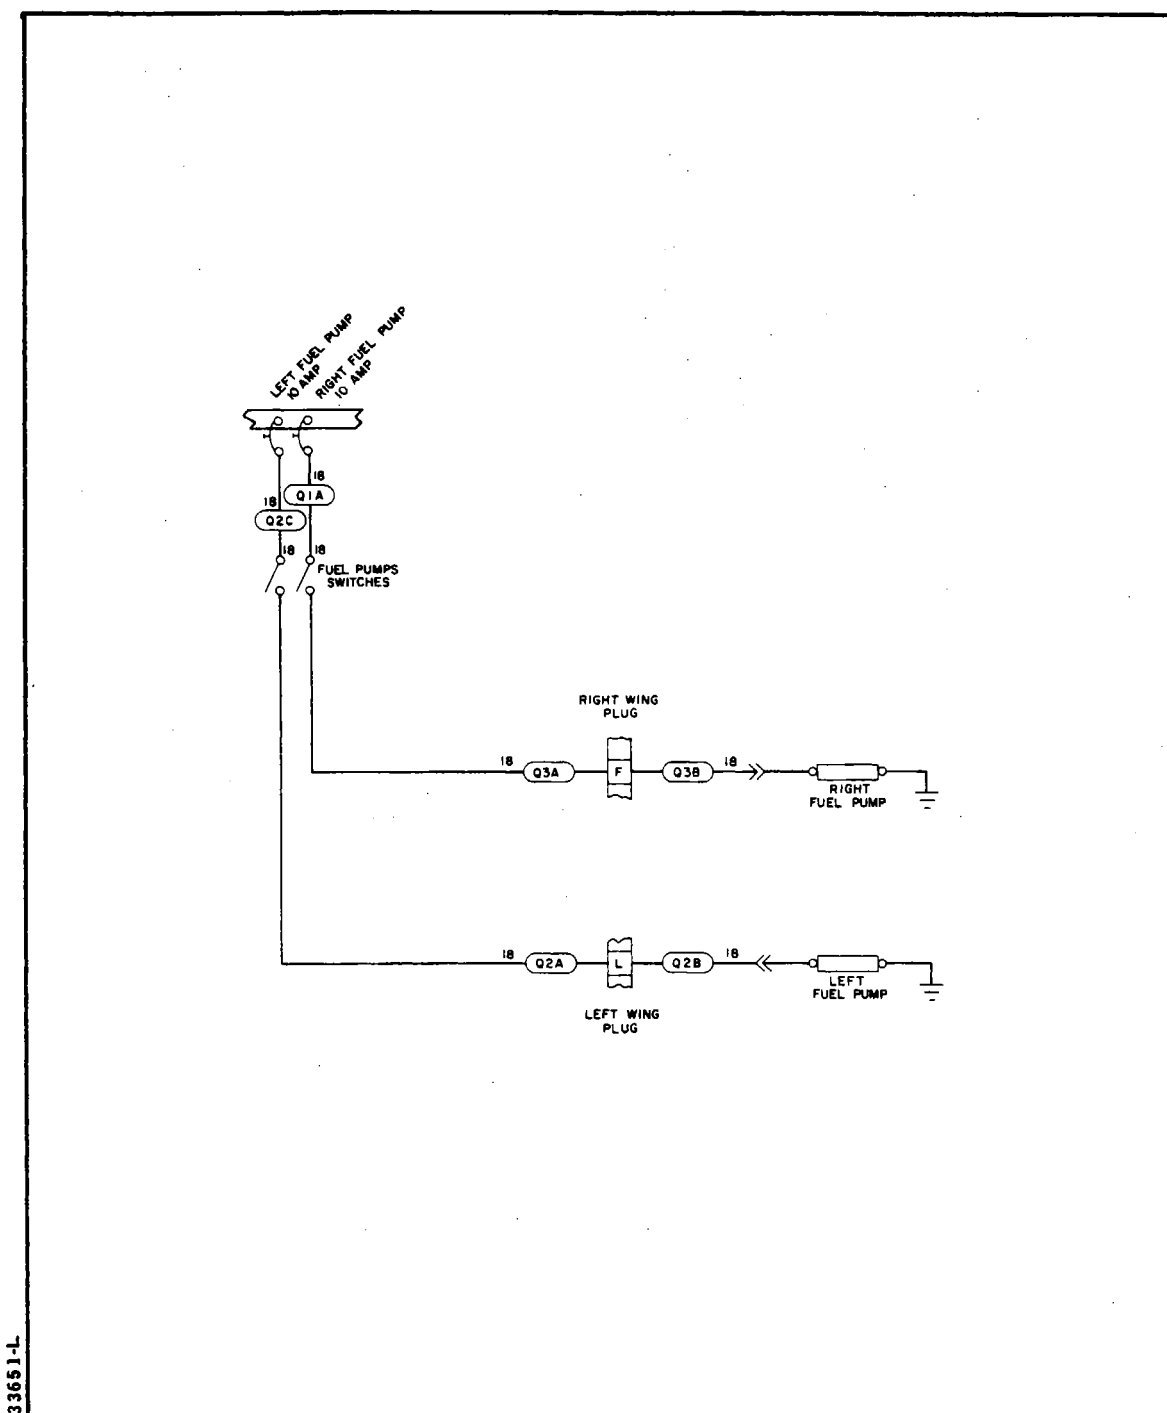 LEFT FUEL PUMP
10 AMP
RIGHT FUEL PUMP
10 AMP
18
Q1A
18
Q2C
18
18
FUEL PUMPS
SWITCHES
RIGHT WING
PLUG
18
Q3A
F
Q3B
18
RIGHT
FUEL PUMP
18
Q2A
L
Q2B
18
LEFT
FUEL PUMP
LEFT WING
PLUG
33651-L